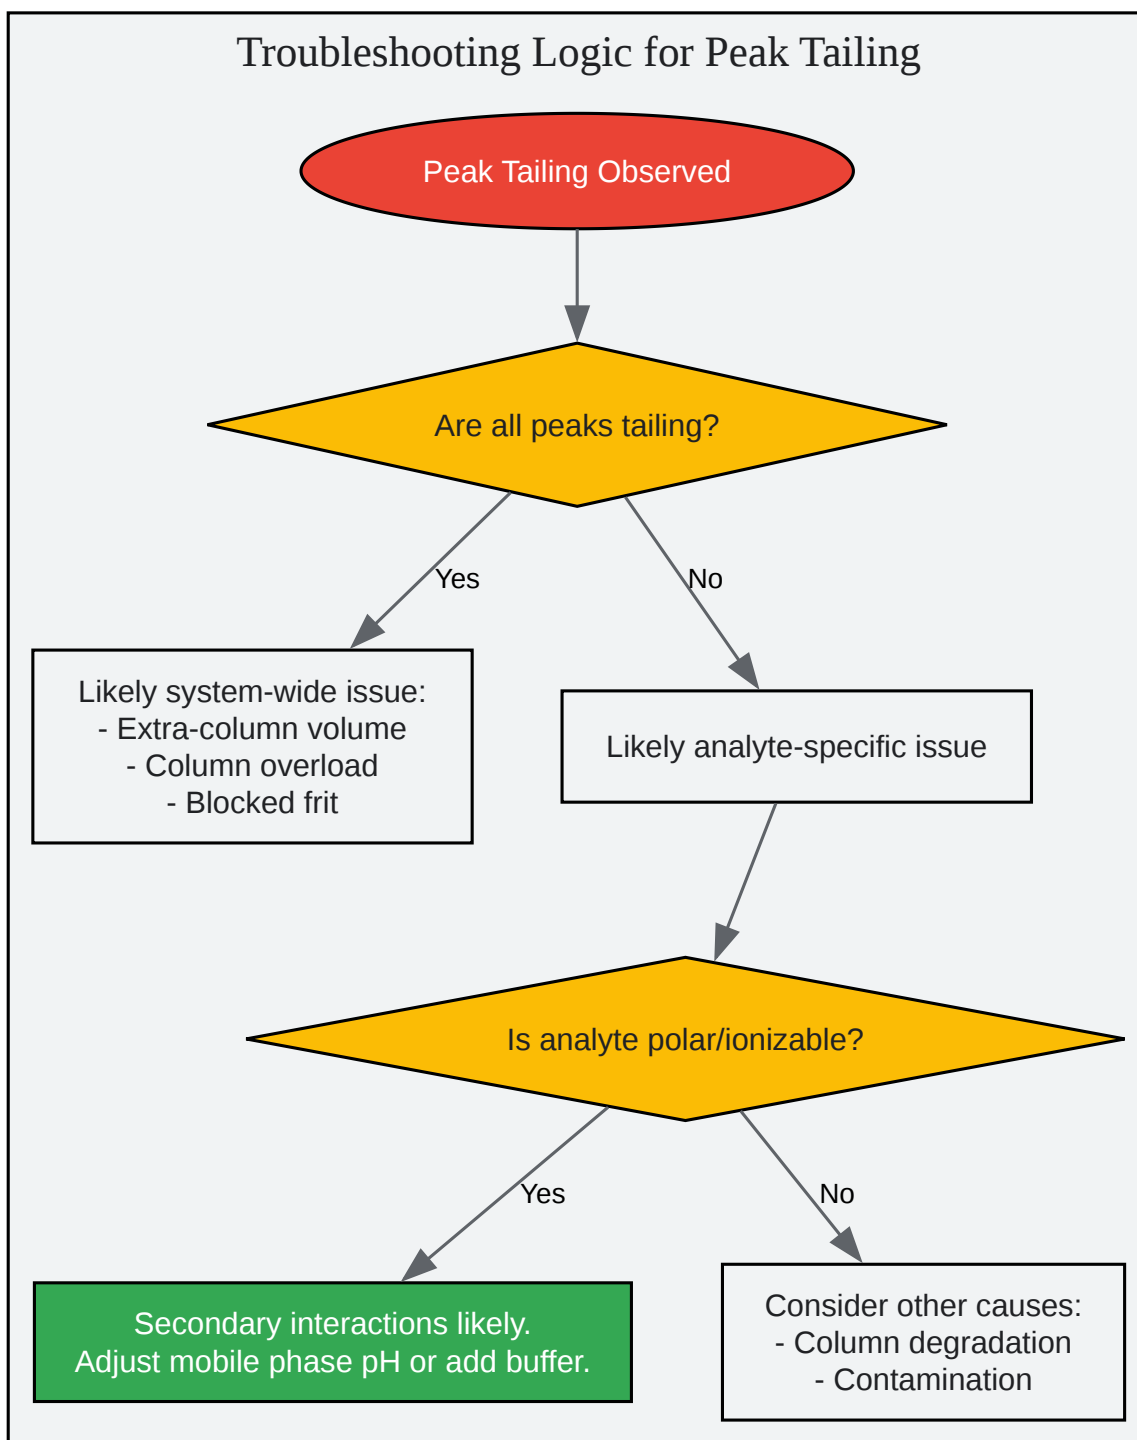 Troubleshooting Logic for Peak Tailing
Peak Tailing Observed
Are all peaks tailing?
Yes
No
Likely system-wide issue:
- Extra-column volume
- Column overload
- Blocked frit
Likely analyte-specific issue
Is analyte polar/ionizable?
Yes
No
Secondary interactions likely.
Adjust mobile phase pH or add buffer.
Consider other causes:
- Column degradation
- Contamination